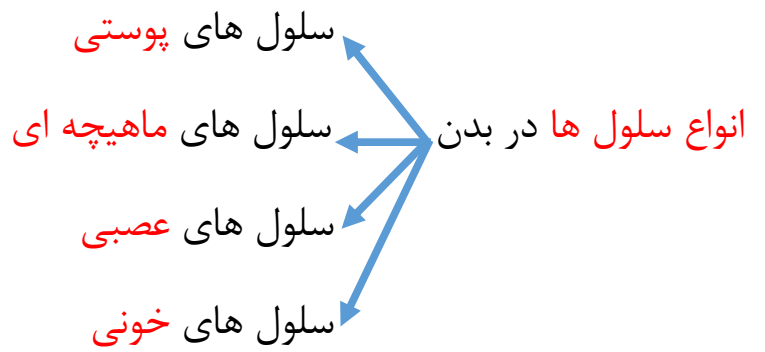 انواع سلول ها در بدن
سلول های پوستی
سلول های ماهیچه ای
سلول های عصبی
سلول های خونی